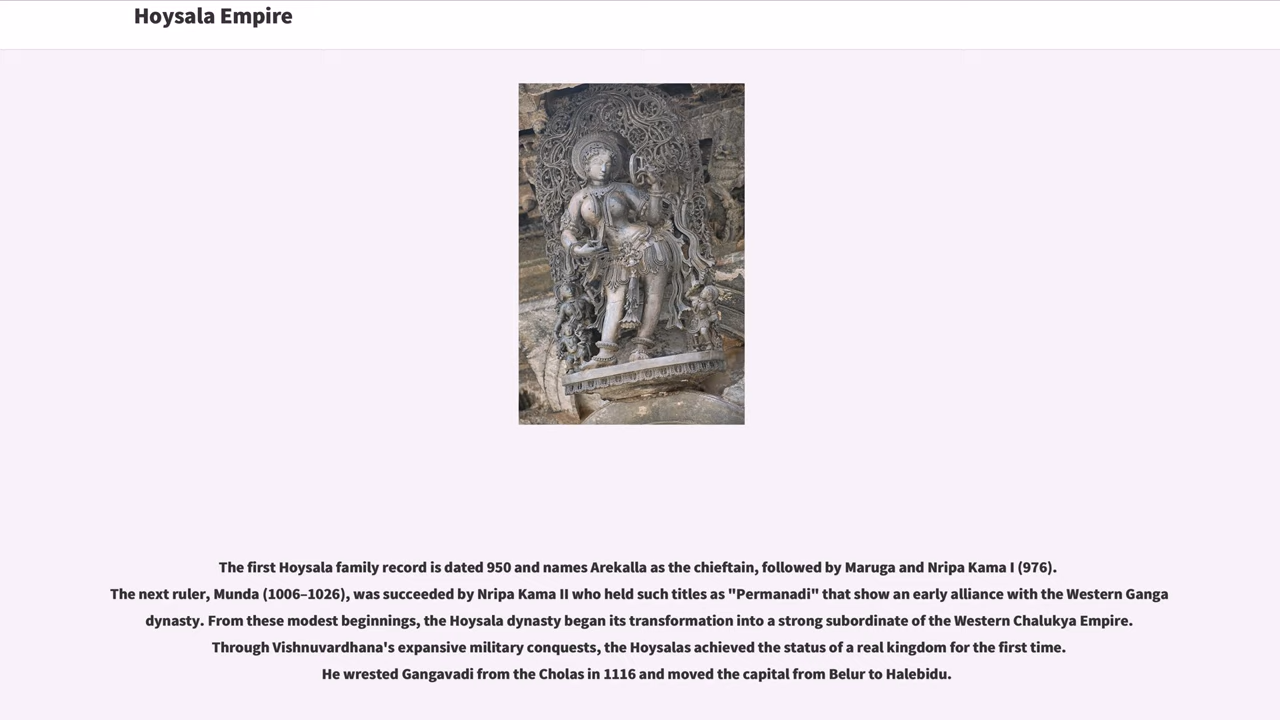 Hoysala Empire
The first Hoysala family record is dated 950 and names Arekalla as the chieftain, followed by Maruga and Nripa Kama I (976).
The next ruler, Munda (1006–1026), was succeeded by Nripa Kama II who held such titles as "Permanadi" that show an early alliance with the Western Ganga
dynasty. From these modest beginnings, the Hoysala dynasty began its transformation into a strong subordinate of the Western Chalukya Empire.
Through Vishnuvardhana's expansive military conquests, the Hoysalas achieved the status of a real kingdom for the first time.
He wrested Gangavadi from the Cholas in 1116 and moved the capital from Belur to Halebidu.